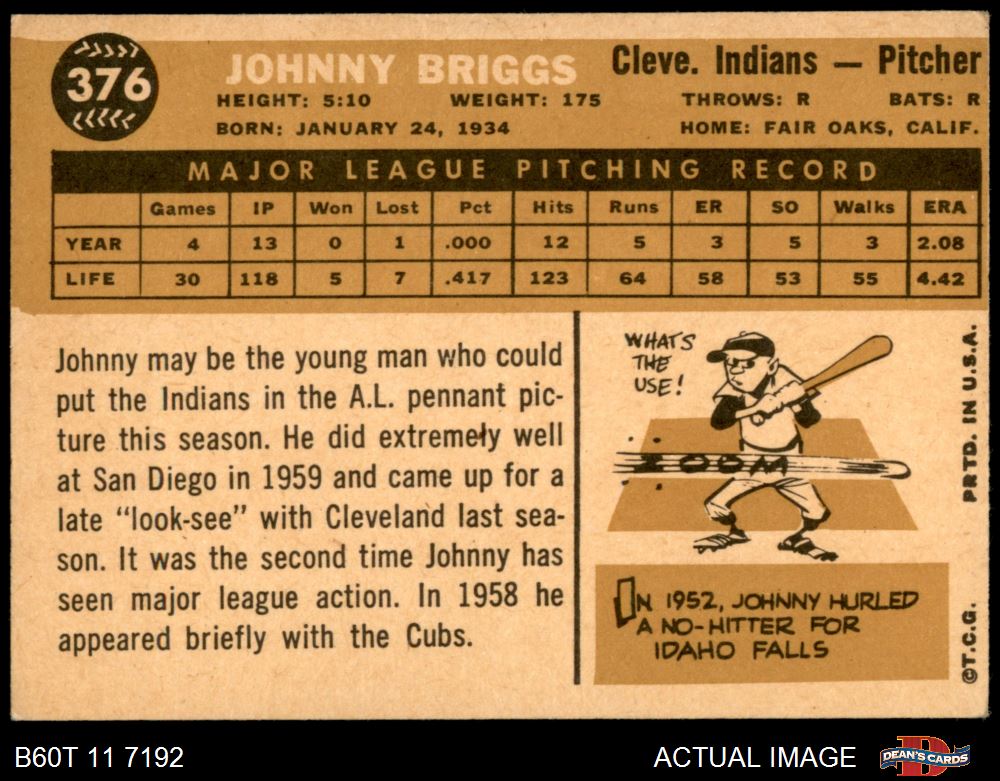 376
JOHNNY BRIGGS
Cleve. Indians — Pitcher
HEIGHT: 5:10 WEIGHT: 175 THROWS: R BATS: R
BORN: JANUARY 24, 1934 HOME: FAIR OAKS, CALIF.
MAJOR LEAGUE PITCHING RECORD
Games IP Won Lost Pct Hits Runs ER SO Walks ERA
YEAR 4 13 0 1 .000 12 5 3 5 3 2.08
LIFE 30 118 5 7 .417 123 64 58 53 55 4.42
Johnny may be the young man who could
put the Indians in the A.L. pennant pic-
ture this season. He did extremely well
at San Diego in 1959 and came up for a
late “look-see” with Cleveland last sea-
son. It was the second time Johnny has
seen major league action. In 1958 he
appeared briefly with the Cubs.
WHAT'S
THE
USE!
ZOOM
IN 1952, JOHNNY HURLED
A NO-HITTER FOR
IDAHO FALLS
PRTD. IN U.S.A.
©T.C.G.
B60T 11 7192
ACTUAL IMAGE
DEAN'S CARDS